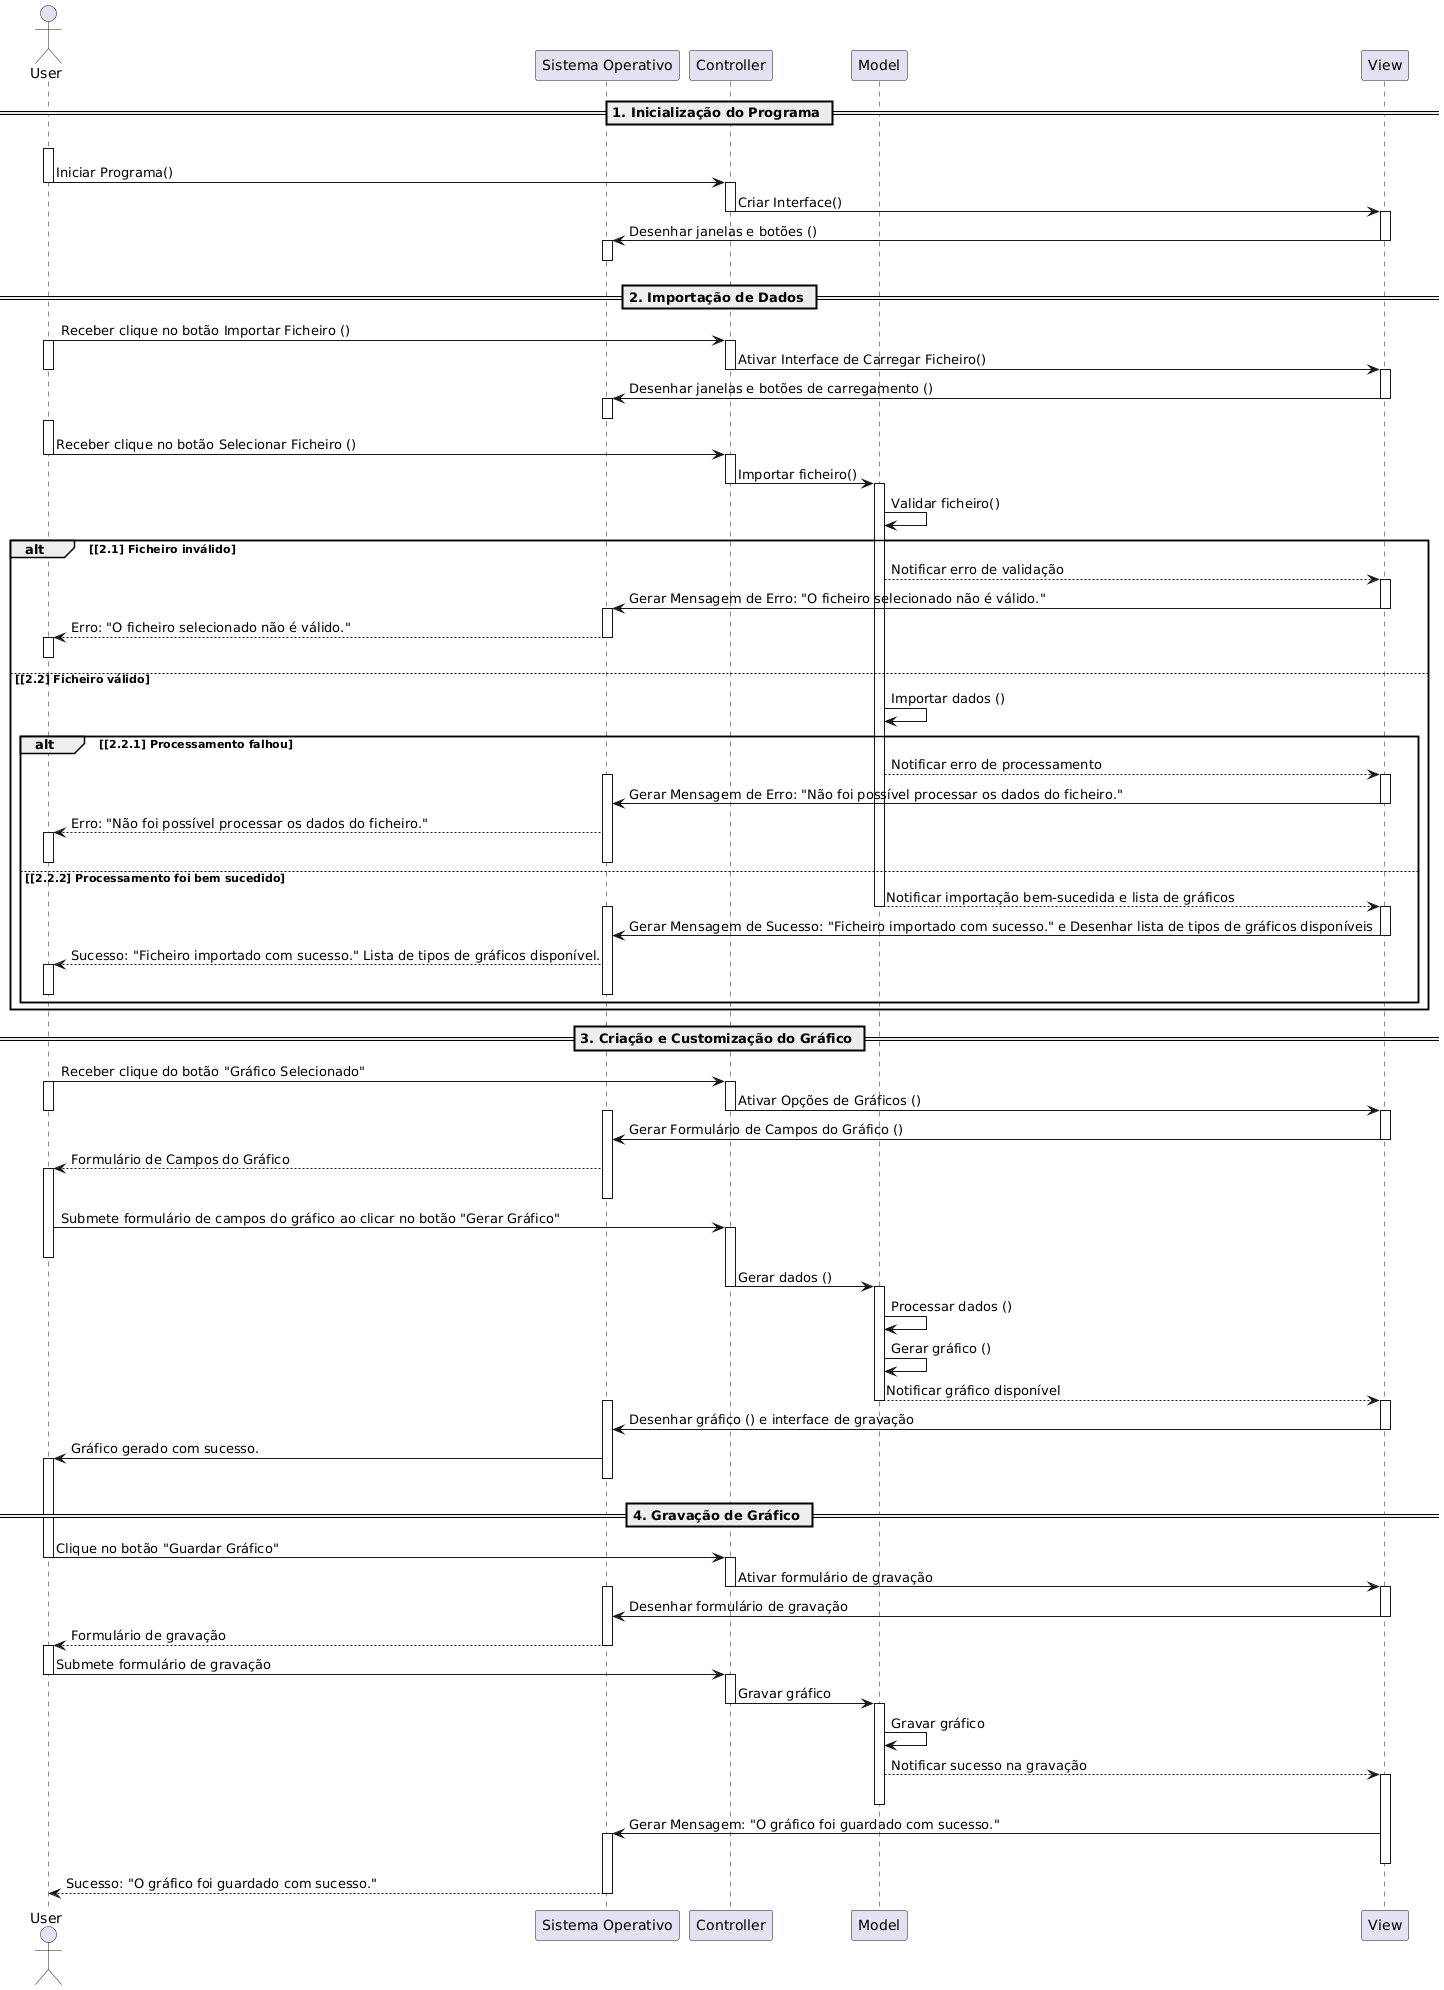 User
Sistema Operativo
Controller
Model
View
1. Inicialização do Programa
Iniciar Programa()
Criar Interface()
Desenhar janelas e botões ()
2. Importação de Dados
Receber clique no botão Importar Ficheiro ()
Ativar Interface de Carregar Ficheiro()
Desenhar janelas e botões de carregamento ()
Receber clique no botão Selecionar Ficheiro ()
Importar ficheiro()
Validar ficheiro()
alt
[[2.1] Ficheiro inválido]
Notificar erro de validação
Gerar Mensagem de Erro: "O ficheiro selecionado não é válido."
Erro: "O ficheiro selecionado não é válido."
[[2.2] Ficheiro válido]
Importar dados ()
alt
[[2.2.1] Processamento falhou]
Notificar erro de processamento
Gerar Mensagem de Erro: "Não foi possível processar os dados do ficheiro."
Erro: "Não foi possível processar os dados do ficheiro."
[[2.2.2] Processamento foi bem sucedido]
Notificar importação bem-sucedida e lista de gráficos
Gerar Mensagem de Sucesso: "Ficheiro importado com sucesso." e Desenhar lista de tipos de gráficos disponíveis
Sucesso: "Ficheiro importado com sucesso." Lista de tipos de gráficos disponível.
3. Criação e Customização do Gráfico
Receber clique do botão "Gráfico Selecionado"
Ativar Opções de Gráficos ()
Gerar Formulário de Campos do Gráfico ()
Formulário de Campos do Gráfico
Submete formulário de campos do gráfico ao clicar no botão "Gerar Gráfico"
Gerar dados ()
Processar dados ()
Gerar gráfico ()
Notificar gráfico disponível
Desenhar gráfico () e interface de gravação
Gráfico gerado com sucesso.
4. Gravação de Gráfico
Clique no botão "Guardar Gráfico"
Ativar formulário de gravação
Desenhar formulário de gravação
Formulário de gravação
Submete formulário de gravação
Gravar gráfico
Gravar gráfico
Notificar sucesso na gravação
Gerar Mensagem: "O gráfico foi guardado com sucesso."
Sucesso: "O gráfico foi guardado com sucesso."
User
Sistema Operativo
Controller
Model
View